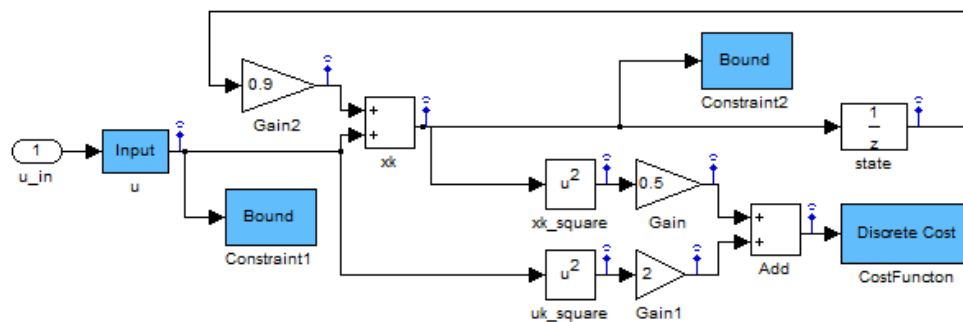 0.9
Gain2
Bound
Constraint2
1
u_in
Input
u
+
+
xk
1
z
state
Bound
Constraint1
u2
xk_square
0.5
Gain
u2
uk_square
2
Gain1
+
+
Add
Discrete Cost
CostFuncton